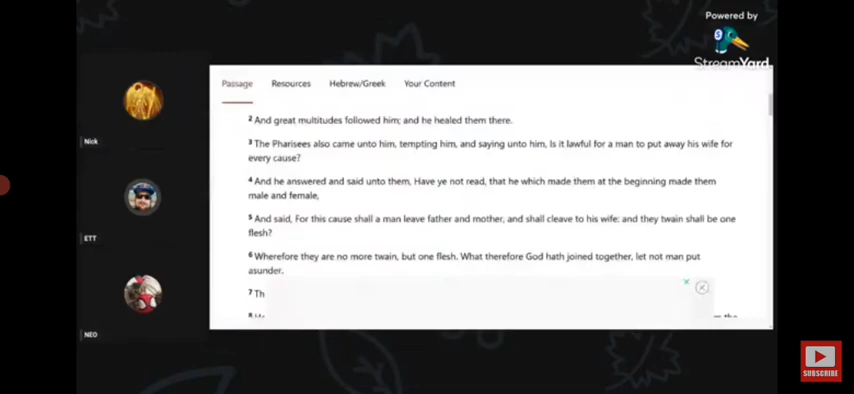 Powered by
StreamYard
Passage Resources Hebrew/Greek Your Content
2 And great multitudes followed him; and he healed them there.
3 The Pharisees also came unto him, tempting him, and saying unto him, Is it lawful for a man to put away his wife for
every cause?
4 And he answered and said unto them, Have ye not read, that he which made them at the beginning made them
male and female,
5 And said, For this cause shall a man leave father and mother, and shall cleave to his wife: and they twain shall be one
flesh?
6 Wherefore they are no more twain, but one flesh. What therefore God hath joined together, let not man put
asunder.
7 Th
8
Nick
ETT
NEO
SUBSCRIBE